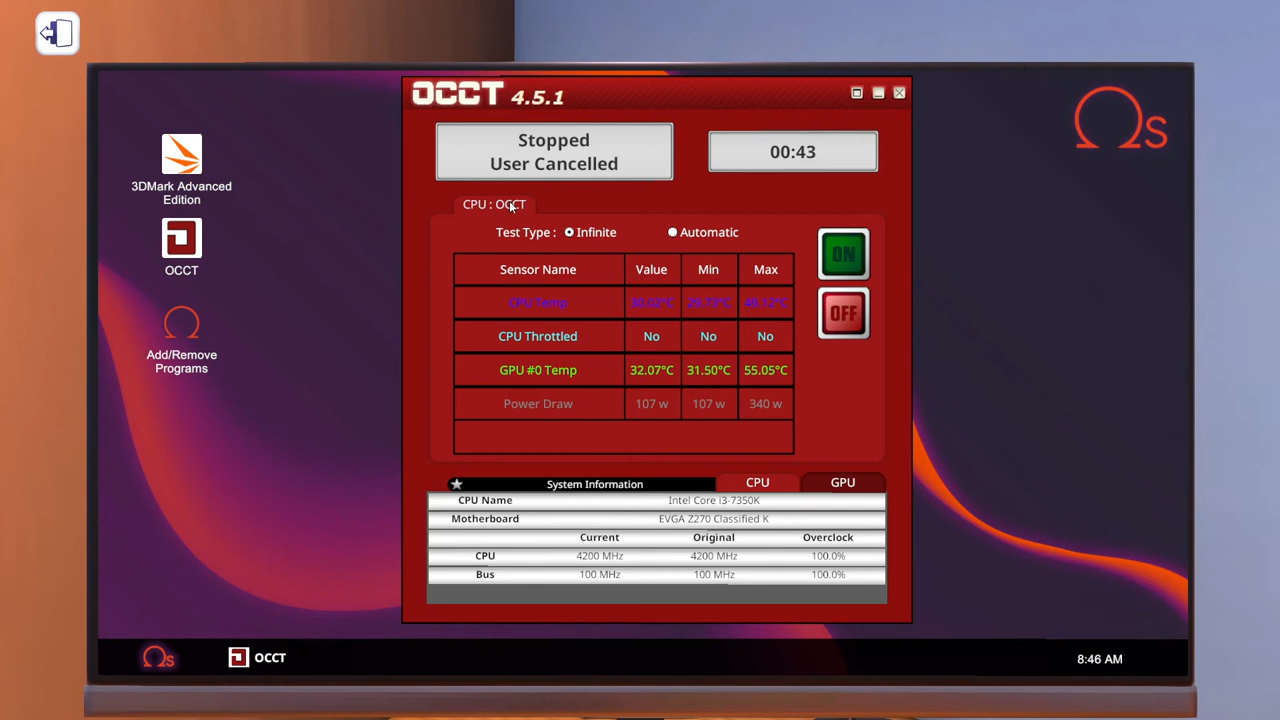 OCCT 4.5.1
Stopped
User Cancelled
00:43
3DMark Advanced
Edition
OCCT
Add/Remove
Programs
Ωs
CPU : OCCT
Test Type : Infinite Automatic
ON
OFF
Sensor Name Value Min Max
CPU Temp
CPU Throttled No No No
GPU #0 Temp 32.07°C 31.50°C 55.05°C
Power Draw 107 w 107 w 340 w
System Information CPU GPU
CPU Name Intel Core i3-7350K
Motherboard EVGA Z270 Classified K
Current Original Overclock
CPU 4200 MHz 4200 MHz 100.0%
Bus 100 MHz 100 MHz 100.0%
Ωs OCCT 8:46 AM